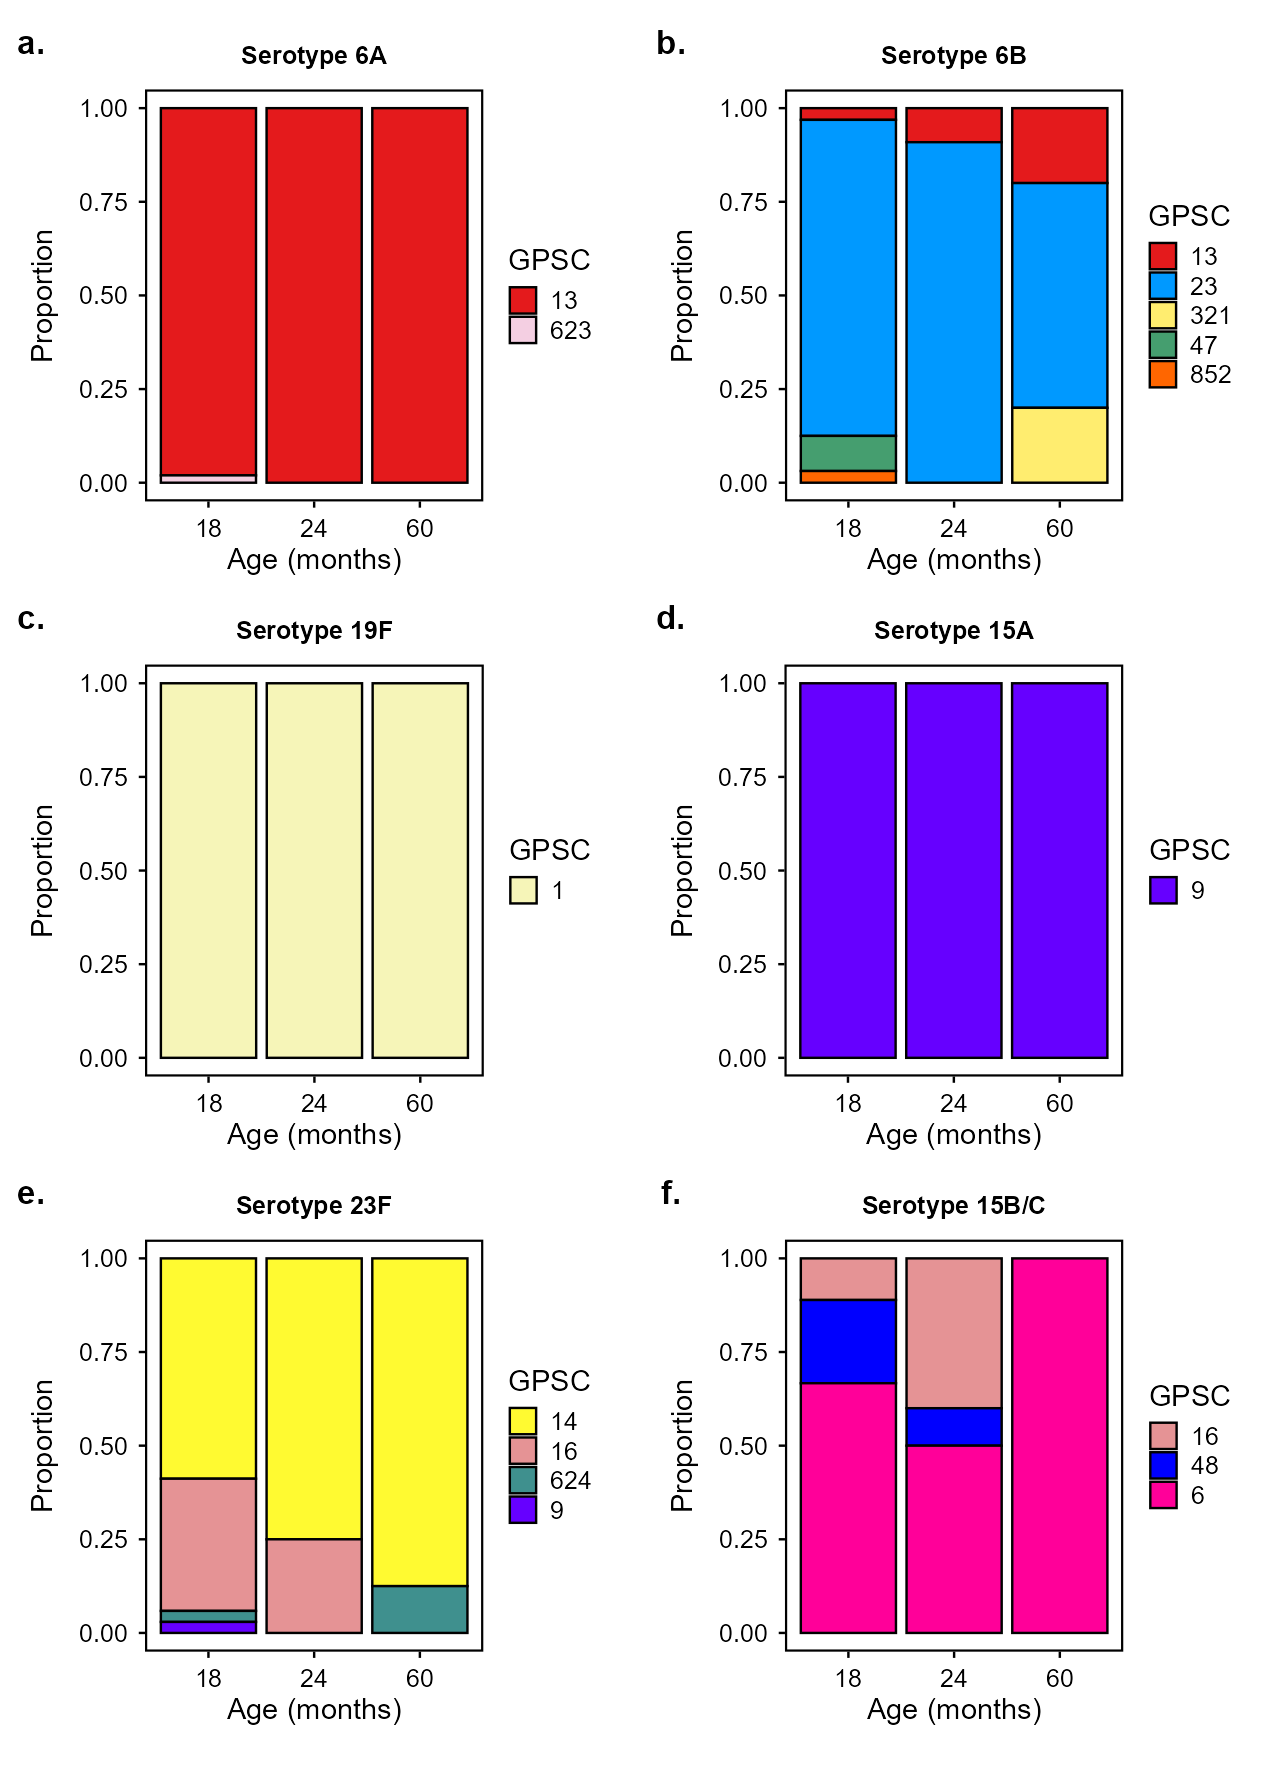 a.
Serotype 6A
1.00
0.75
0.50
0.25
0.00
Proportion
18 24 60
Age (months)
GPSC
13
623
b.
Serotype 6B
1.00
0.75
0.50
0.25
0.00
Proportion
18 24 60
Age (months)
GPSC
13
23
321
47
852
c.
Serotype 19F
1.00
0.75
0.50
0.25
0.00
Proportion
18 24 60
Age (months)
GPSC
1
d.
Serotype 15A
1.00
0.75
0.50
0.25
0.00
Proportion
18 24 60
Age (months)
GPSC
9
e.
Serotype 23F
1.00
0.75
0.50
0.25
0.00
Proportion
18 24 60
Age (months)
GPSC
14
16
624
9
f.
Serotype 15B/C
1.00
0.75
0.50
0.25
0.00
Proportion
18 24 60
Age (months)
GPSC
16
48
6